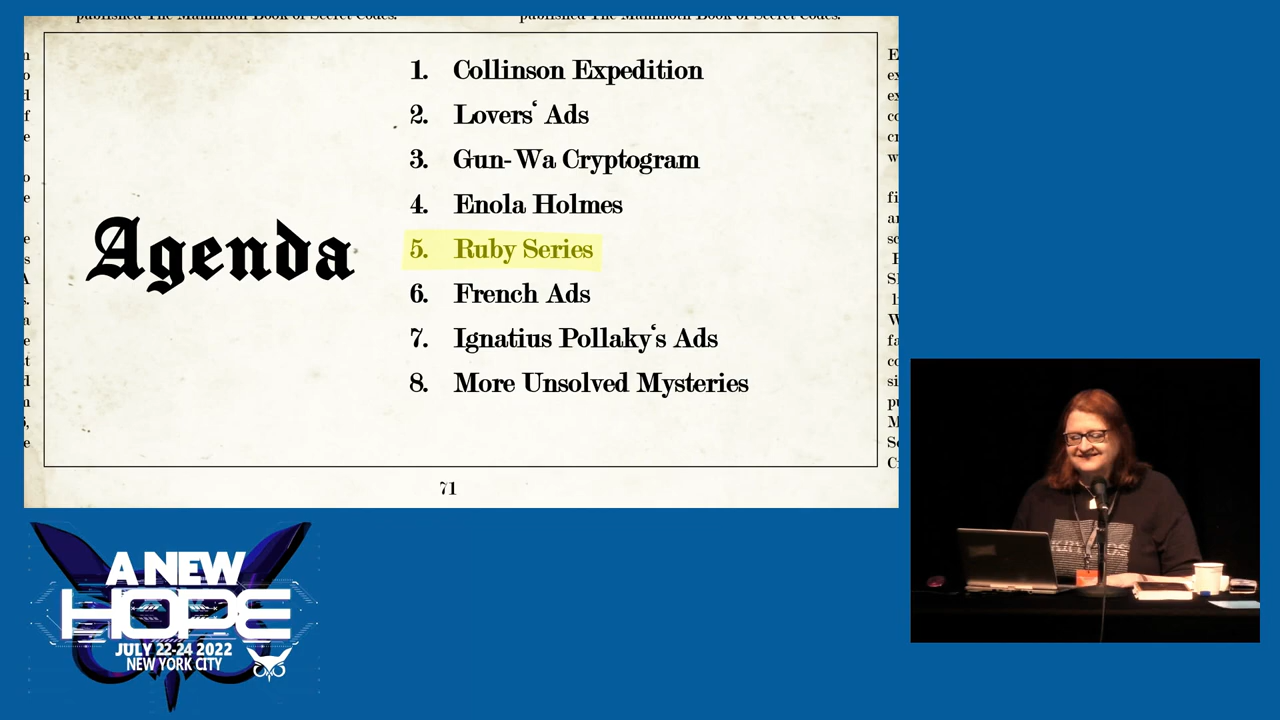 published The Mammoth Book of Secret Codes. published The Mammoth Book of Secret Codes.
Agenda
1. Collinson Expedition
2. Lovers‘ Ads
3. Gun-Wa Cryptogram
4. Enola Holmes
5. Ruby Series
6. French Ads
7. Ignatius Pollaky‘s Ads
8. More Unsolved Mysteries
71
A NEW
HOPE
JULY 22-24 2022
NEW YORK CITY